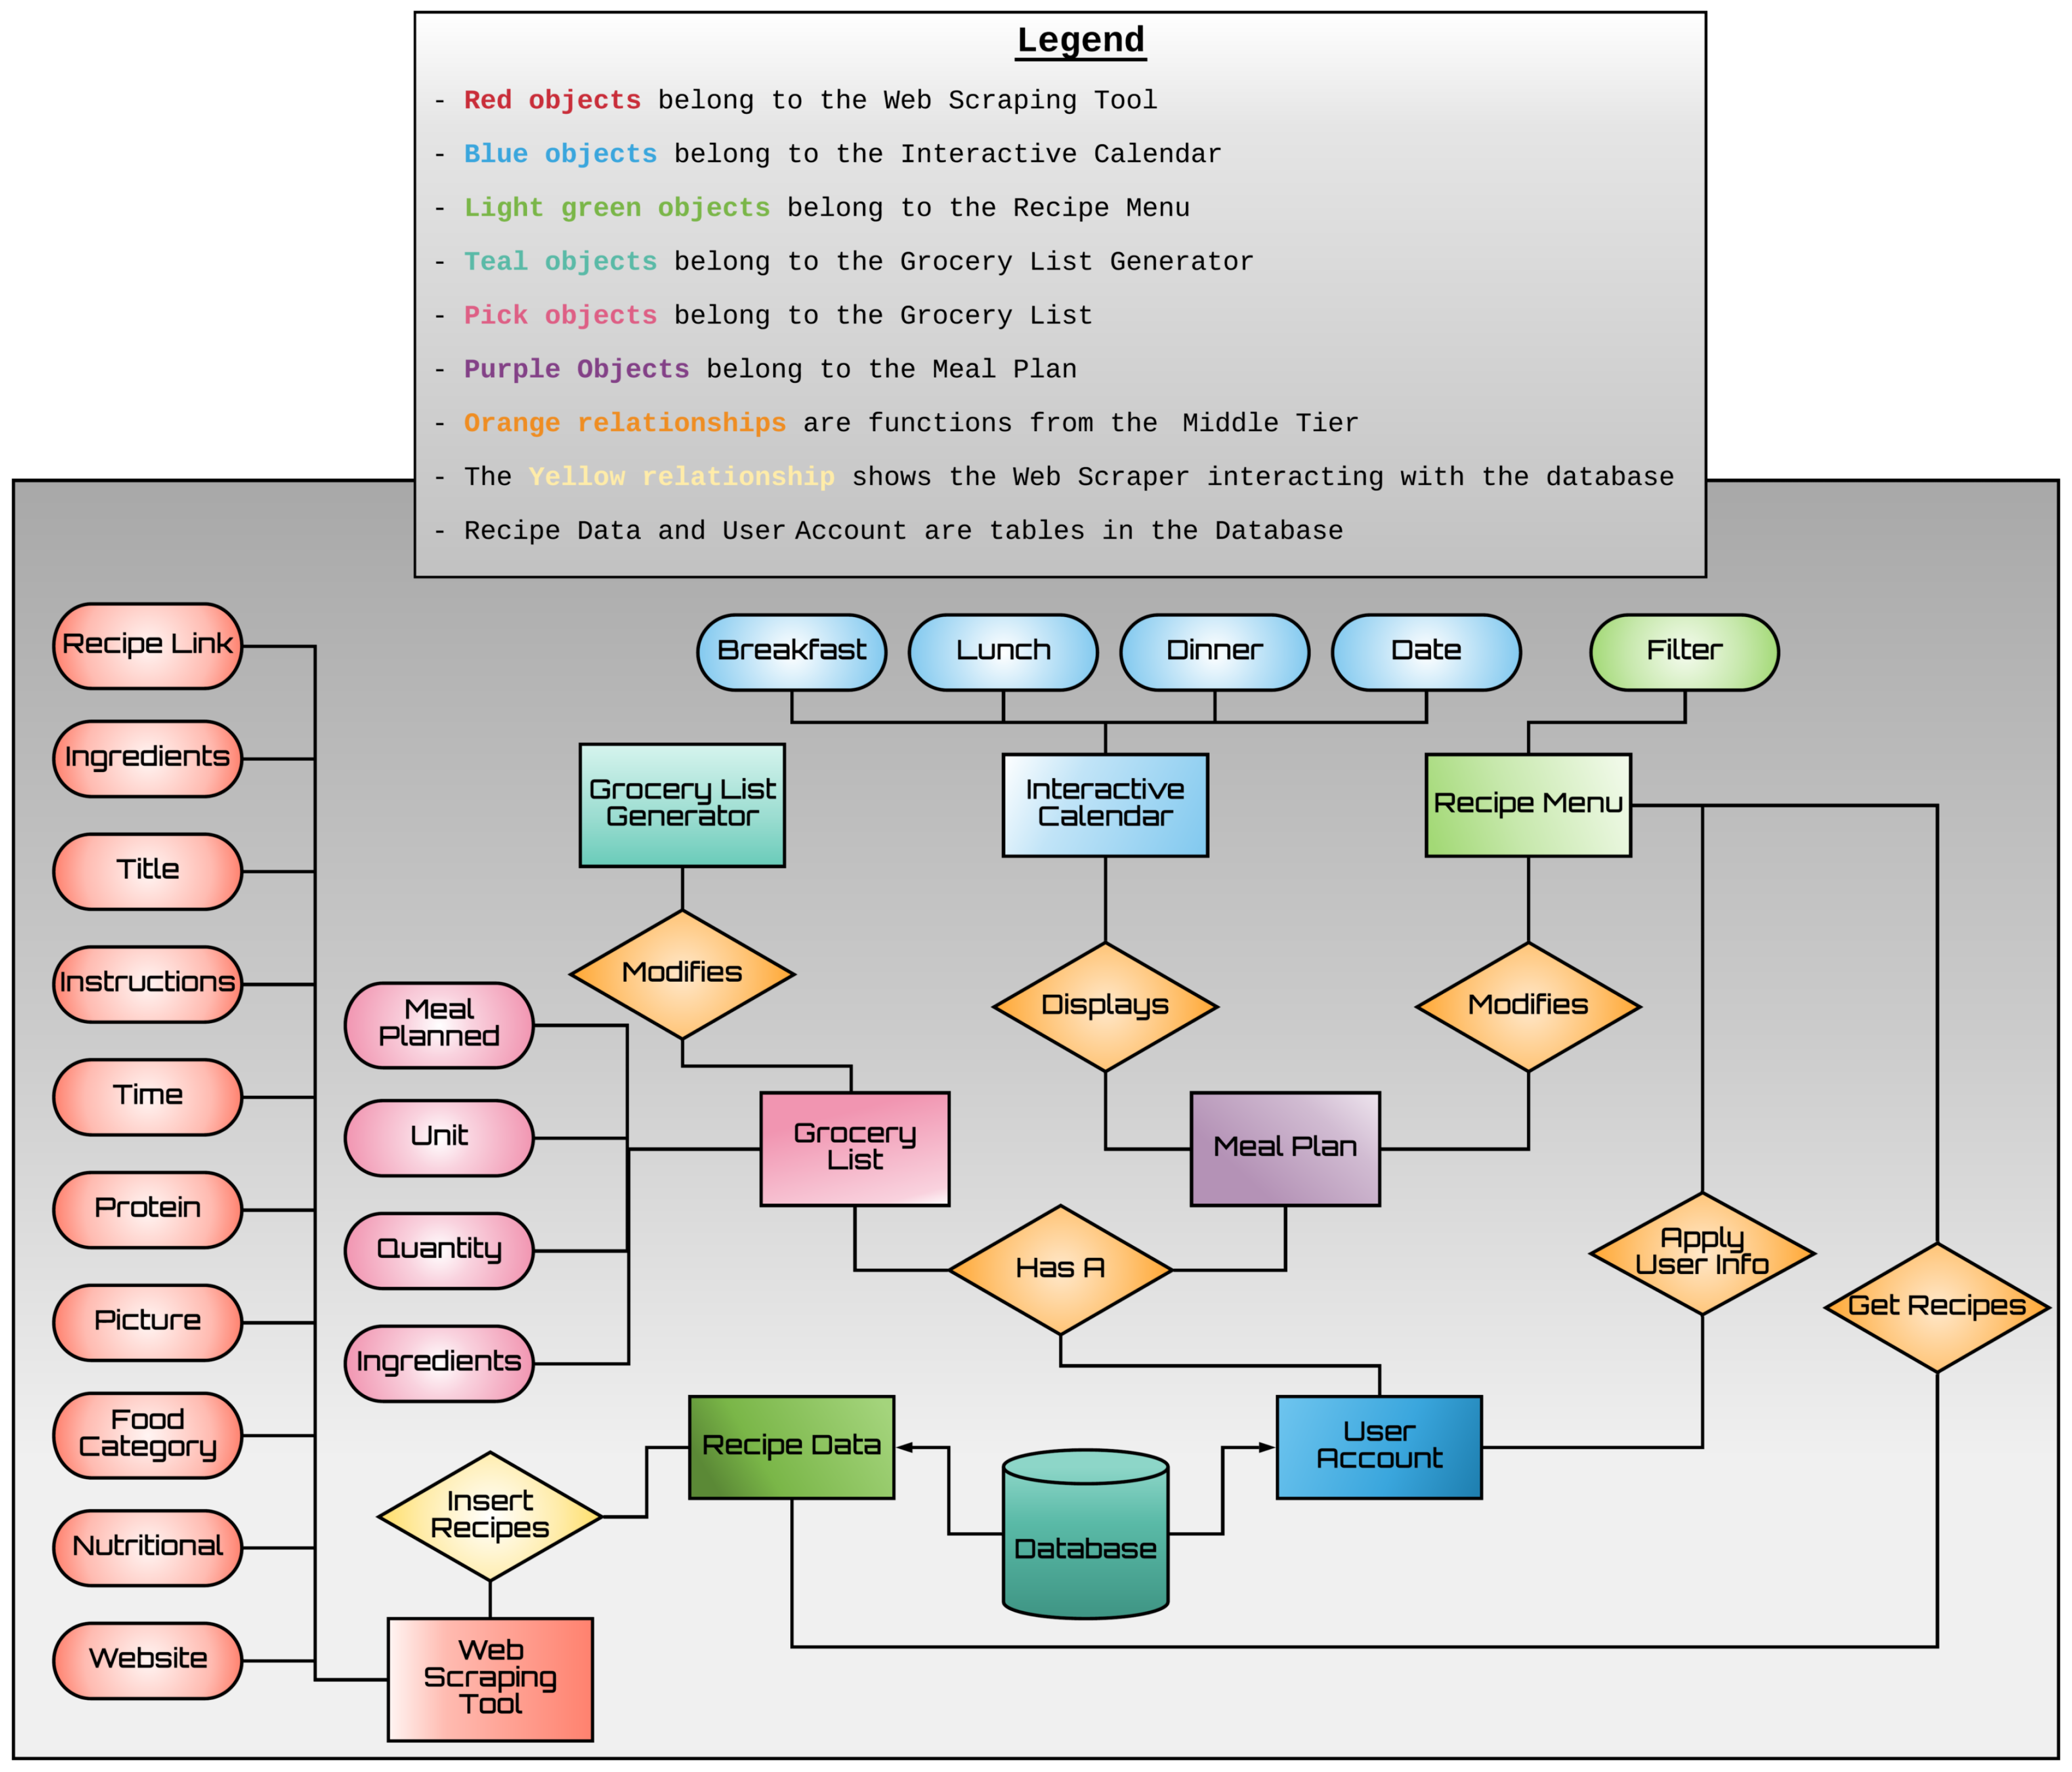 Legend
- Red objects belong to the Web Scraping Tool
- Blue objects belong to the Interactive Calendar
- Light green objects belong to the Recipe Menu
- Teal objects belong to the Grocery List Generator
- Pick objects belong to the Grocery List
- Purple Objects belong to the Meal Plan
- Orange relationships are functions from the Middle Tier
- The Yellow relationship shows the Web Scraper interacting with the database
- Recipe Data and User Account are tables in the Database
Recipe Link
Ingredients
Title
Instructions
Time
Protein
Picture
Food
Category
Nutritional
Website
Breakfast
Lunch
Dinner
Date
Filter
Grocery List
Generator
Interactive
Calendar
Recipe Menu
Modifies
Displays
Modifies
Meal
Planned
Unit
Quantity
Ingredients
Grocery
List
Meal Plan
Has A
Apply
User Info
Get Recipes
Recipe Data
User
Account
Insert
Recipes
Database
Web
Scraping
Tool